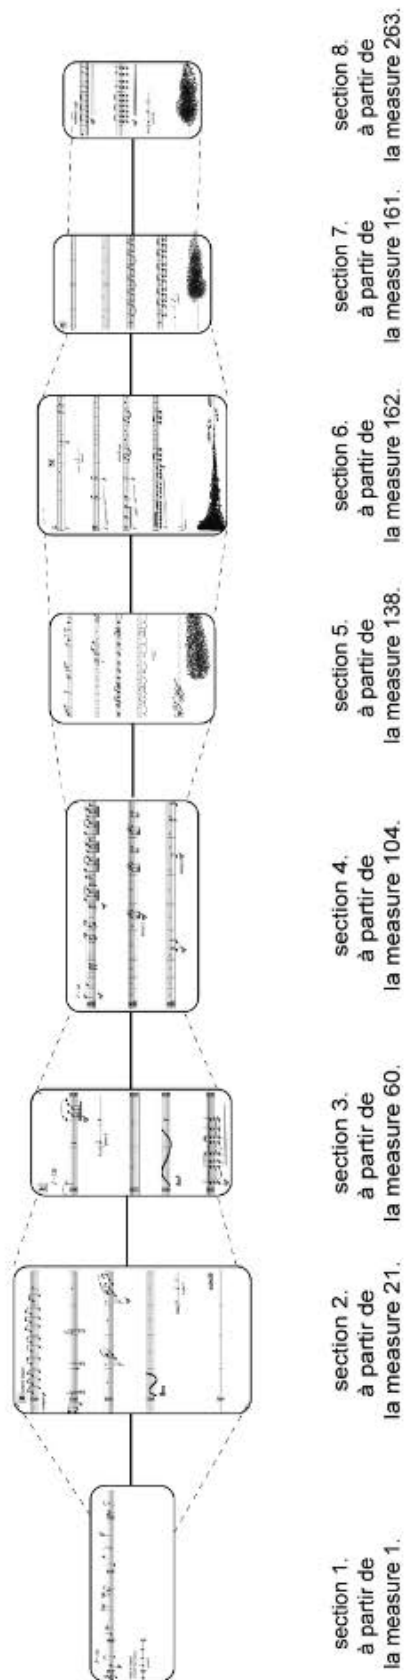 section 1.
à partir de
la measure 1.
section 2.
à partir de
la measure 21.
section 3.
à partir de
la measure 60.
section 4.
à partir de
la measure 104.
section 5.
à partir de
la measure 138.
section 6.
à partir de
la measure 162.
section 7.
à partir de
la measure 161.
section 8.
à partir de
la measure 263.